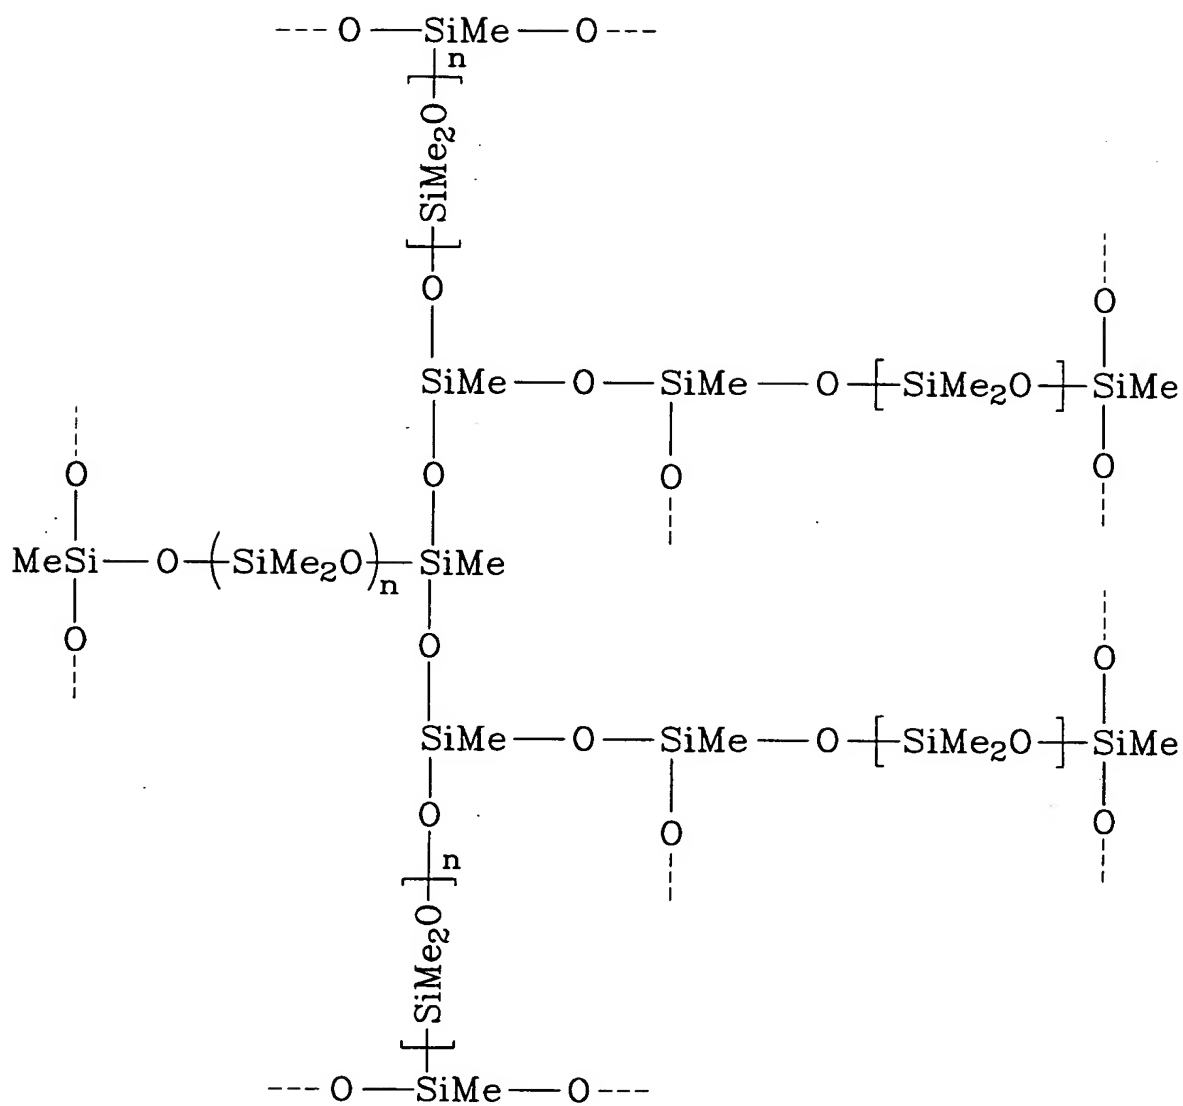 --- O — SiMe — O ---
n
SiMe₂O
O
O
SiMe — O — SiMe — O — [ SiMe₂O ] — SiMe
O O O O
MeSi — O — ( SiMe₂O )n — SiMe
O O O
SiMe — O — SiMe — O — [ SiMe₂O ] — SiMe
O O O
n
SiMe₂O
--- O — SiMe — O ---